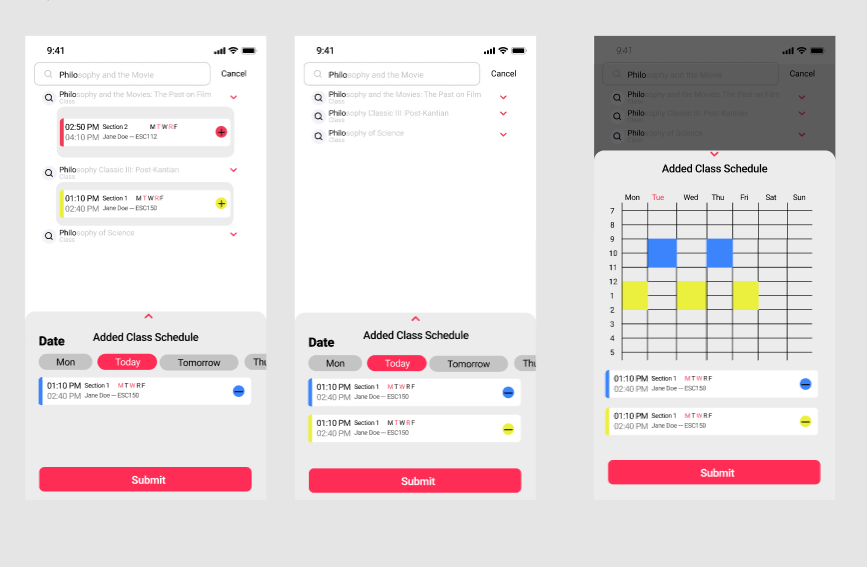 9:41
Philosophy and the Movie
Cancel
Philosophy and the Movies: The Past on Film
Class
02:50 PM Section 2 M T W R F
04:10 PM Jane Doe – ESC112
Philosophy Classic III: Post-Kantian
Class
01:10 PM Section 1 M T W R F
02:40 PM Jane Doe – ESC150
Philosophy of Science
Class
Added Class Schedule
Date
Mon Today Tomorrow Thu
01:10 PM Section 1 M T W R F
02:40 PM Jane Doe – ESC150
Submit
9:41
Philosophy and the Movie
Cancel
Philosophy and the Movies: The Past on Film
Class
Philosophy Classic III: Post-Kantian
Class
Philosophy of Science
Class
Added Class Schedule
Date
Mon Today Tomorrow Thu
01:10 PM Section 1 M T W R F
02:40 PM Jane Doe – ESC150
01:10 PM Section 1 M T W R F
02:40 PM Jane Doe – ESC150
Submit
9:41
Philosophy and the Movie
Cancel
Philosophy and the Movies: The Past on Film
Class
Philosophy Classic III: Post-Kantian
Class
Philosophy of Science
Class
Added Class Schedule
Mon Tue Wed Thu Fri Sat Sun
7
8
9
10
11
12
1
2
3
4
5
01:10 PM Section 1 M T W R F
02:40 PM Jane Doe – ESC150
01:10 PM Section 1 M T W R F
02:40 PM Jane Doe – ESC150
Submit